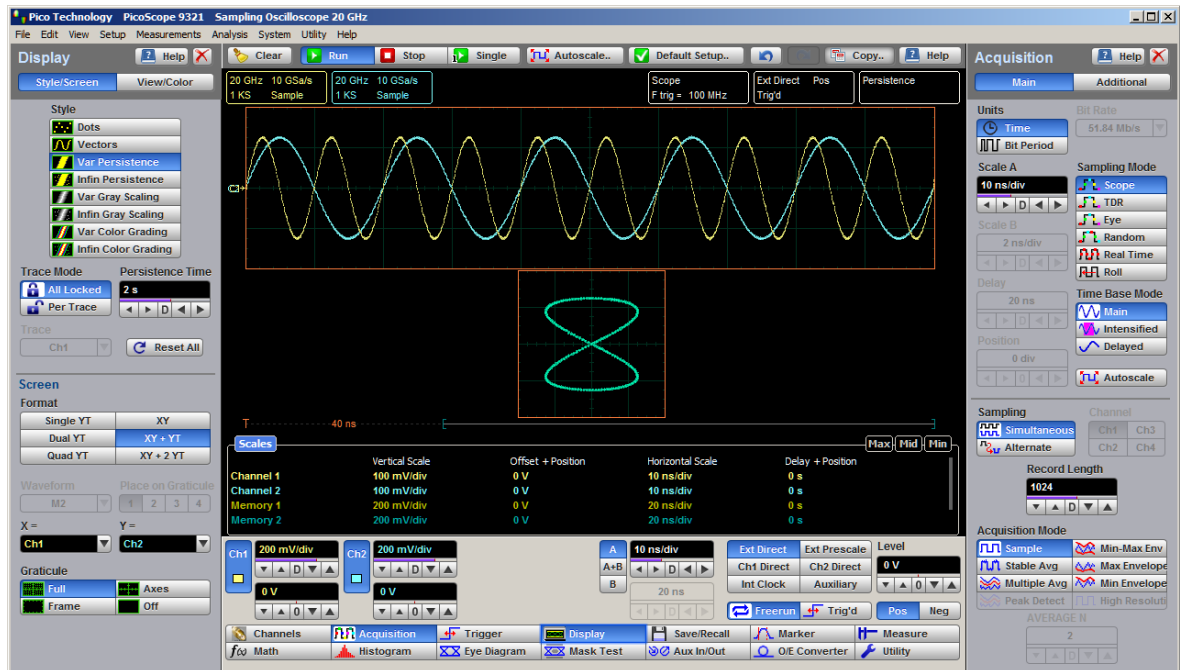 Pico Technology PicoScope 9321 Sampling Oscilloscope 20 GHz
File Edit View Setup Measurements Analysis System Utility Help
Display Help
Style/Screen View/Color
Style
Dots
Vectors
Var Persistence
Infin Persistence
Var Gray Scaling
Infin Gray Scaling
Var Color Grading
Infin Color Grading
Trace Mode Persistence Time
All Locked 2 s
Per Trace D
Trace
Ch1 Reset All
Screen
Format
Single YT XY
Dual YT XY + YT
Quad YT XY + 2 YT
Waveform Place on Graticule
M2 1 2 3 4
X = Y =
Ch1 Ch2
Graticule
Full Axes
Frame Off
Clear Run Stop Single Autoscale.. Default Setup.. Copy.. Help
20 GHz 10 GSa/s 20 GHz 10 GSa/s Scope Ext Direct Pos Persistence
1 KS Sample 1 KS Sample F trig = 100 MHz Trig'd
T 40 ns
Scales Max Mid Min
Vertical Scale Offset + Position Horizontal Scale Delay + Position
Channel 1 100 mV/div 0 V 10 ns/div 0 s
Channel 2 100 mV/div 0 V 10 ns/div 0 s
Memory 1 200 mV/div 0 V 20 ns/div 0 s
Memory 2 200 mV/div 0 V 20 ns/div 0 s
Ch1 200 mV/div Ch2 200 mV/div A 10 ns/div Ext Direct Ext Prescale Level
D D A+B D Ch1 Direct Ch2 Direct 0 V
0 V 0 V B 20 ns Int Clock Auxiliary 0
0 0 D Freerun Trig'd Pos Neg
Channels Acquisition Trigger Display Save/Recall Marker Measure
f(x) Math Histogram Eye Diagram Mask Test Aux In/Out O/E Converter Utility
Acquisition Help
Main Additional
Units Bit Rate
Time 51.84 Mb/s
Bit Period
Scale A Sampling Mode
10 ns/div Scope
D TDR
Scale B Eye
2 ns/div Random
D Real Time
Roll
Delay
20 ns Time Base Mode
D Main
Intensified
Position Delayed
0 div
0 Autoscale
Sampling Channel
Simultaneous Ch1 Ch3
Alternate Ch2 Ch4
Record Length
1024
D
Acquisition Mode
Sample Min-Max Env
Stable Avg Max Envelope
Multiple Avg Min Envelope
Peak Detect High Resoluti
AVERAGE N
2
D